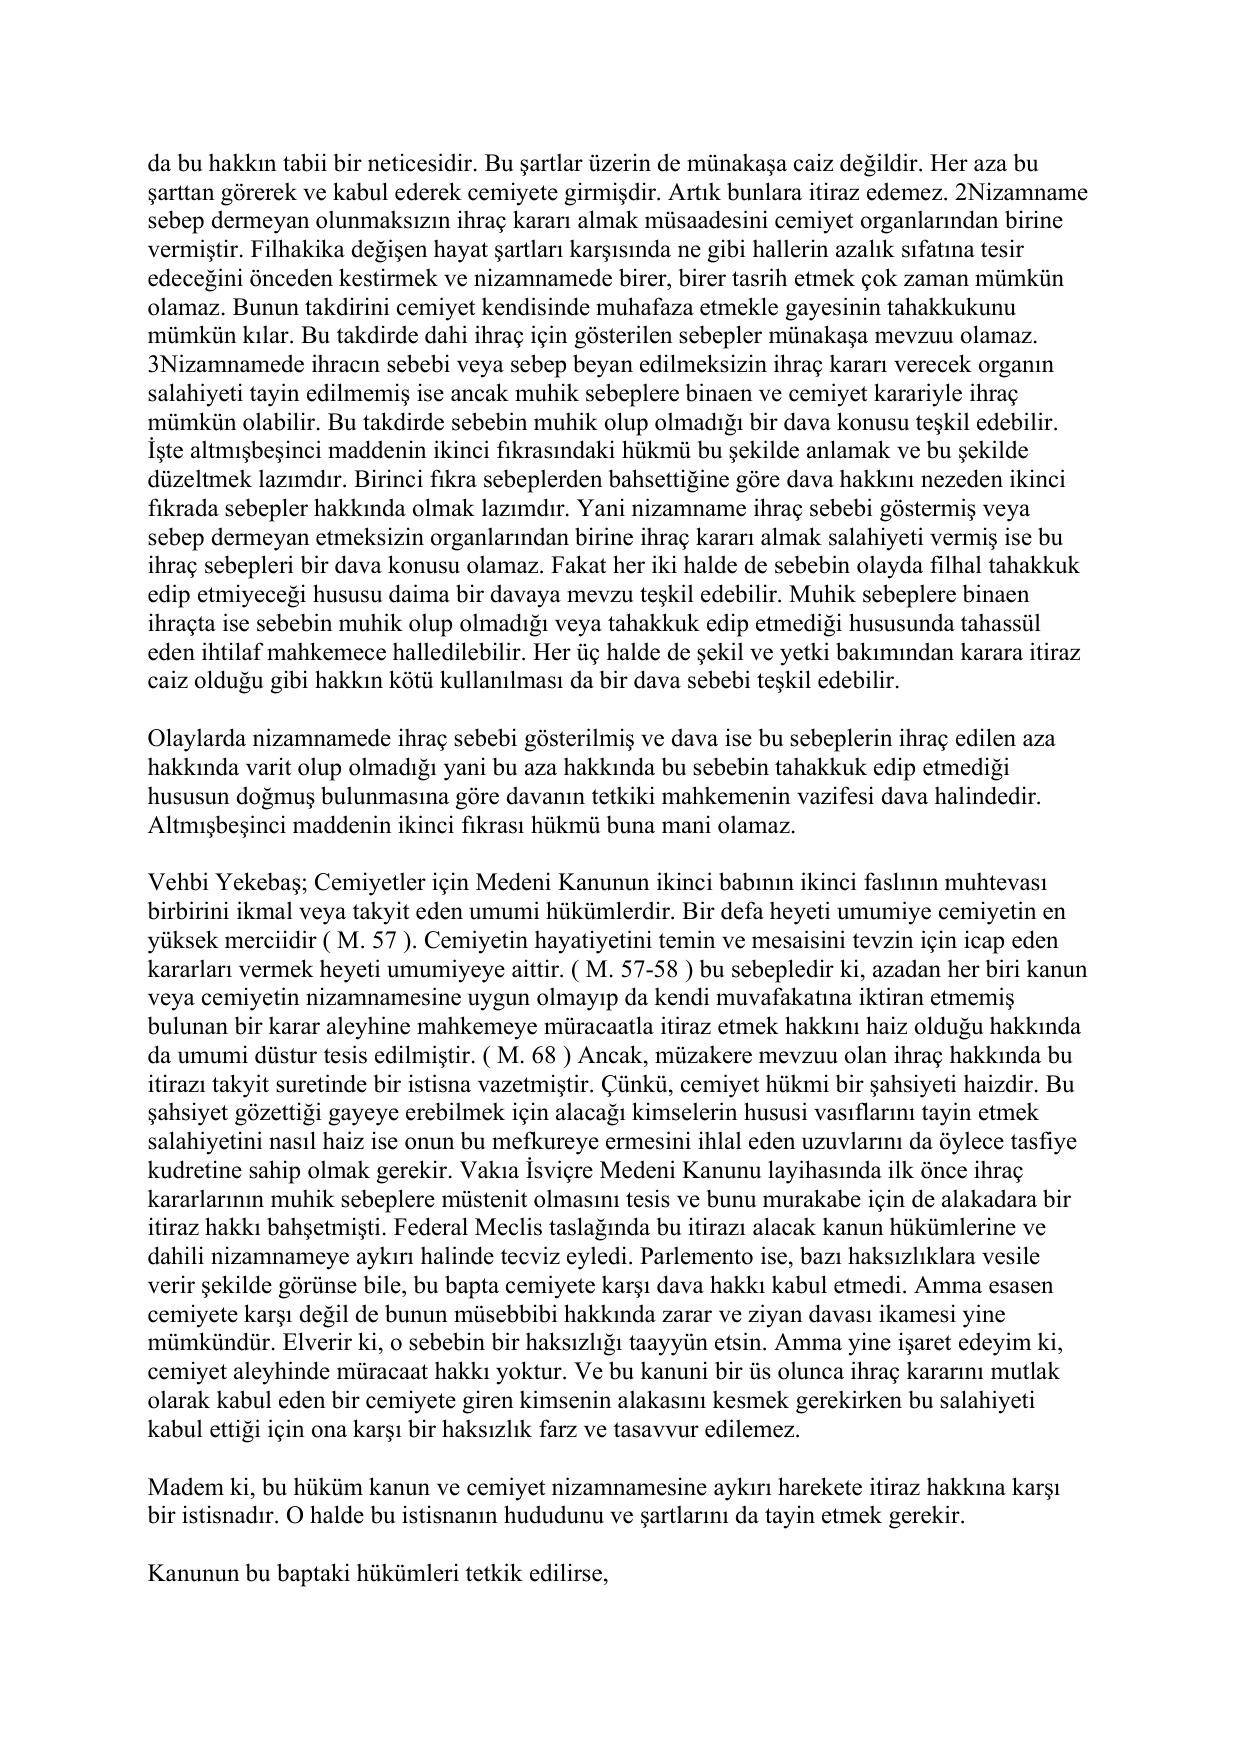 da bu hakkın tabii bir neticesidir. Bu şartlar üzerin de münakaşa caiz değildir. Her aza bu
şarttan görerek ve kabul ederek cemiyete girmişdir. Artık bunlara itiraz edemez. 2Nizamname
sebep dermeyan olunmaksızın ihraç kararı almak müsaadesini cemiyet organlarından birine
vermiştir. Filhakika değişen hayat şartları karşısında ne gibi hallerin azalık sıfatına tesir
edeceğini önceden kestirmek ve nizamnamede birer, birer tasrih etmek çok zaman mümkün
olamaz. Bunun takdirini cemiyet kendisinde muhafaza etmekle gayesinin tahakkukunu
mümkün kılar. Bu takdirde dahi ihraç için gösterilen sebepler münakaşa mevzuu olamaz.
3Nizamnamede ihracın sebebi veya sebep beyan edilmeksizin ihraç kararı verecek organın
salahiyeti tayin edilmemiş ise ancak muhik sebeplere binaen ve cemiyet karariyle ihraç
mümkün olabilir. Bu takdirde sebebin muhik olup olmadığı bir dava konusu teşkil edebilir.
İşte altmışbeşinci maddenin ikinci fıkrasındaki hükmü bu şekilde anlamak ve bu şekilde
düzeltmek lazımdır. Birinci fıkra sebeplerden bahsettiğine göre dava hakkını nezeden ikinci
fıkrada sebepler hakkında olmak lazımdır. Yani nizamname ihraç sebebi göstermiş veya
sebep dermeyan etmeksizin organlarından birine ihraç kararı almak salahiyeti vermiş ise bu
ihraç sebepleri bir dava konusu olamaz. Fakat her iki halde de sebebin olayda filhal tahakkuk
edip etmiyeceği hususu daima bir davaya mevzu teşkil edebilir. Muhik sebeplere binaen
ihraçta ise sebebin muhik olup olmadığı veya tahakkuk edip etmediği hususunda tahassül
eden ihtilaf mahkemece halledilebilir. Her üç halde de şekil ve yetki bakımından karara itiraz
caiz olduğu gibi hakkın kötü kullanılması da bir dava sebebi teşkil edebilir.

Olaylarda nizamnamede ihraç sebebi gösterilmiş ve dava ise bu sebeplerin ihraç edilen aza
hakkında varit olup olmadığı yani bu aza hakkında bu sebebin tahakkuk edip etmediği
hususun doğmuş bulunmasına göre davanın tetkiki mahkemenin vazifesi dava halindedir.
Altmışbeşinci maddenin ikinci fıkrası hükmü buna mani olamaz.

Vehbi Yekebaş; Cemiyetler için Medeni Kanunun ikinci babının ikinci faslının muhtevası
birbirini ikmal veya takyit eden umumi hükümlerdir. Bir defa heyeti umumiye cemiyetin en
yüksek merciidir ( M. 57 ). Cemiyetin hayatiyetini temin ve mesaisini tevzin için icap eden
kararları vermek heyeti umumiyeye aittir. ( M. 57-58 ) bu sebepledir ki, azadan her biri kanun
veya cemiyetin nizamnamesine uygun olmayıp da kendi muvafakatına iktiran etmemiş
bulunan bir karar aleyhine mahkemeye müracaatla itiraz etmek hakkını haiz olduğu hakkında
da umumi düstur tesis edilmiştir. ( M. 68 ) Ancak, müzakere mevzuu olan ihraç hakkında bu
itirazı takyit suretinde bir istisna vazetmiştir. Çünkü, cemiyet hükmi bir şahsiyeti haizdir. Bu
şahsiyet gözettiği gayeye erebilmek için alacağı kimselerin hususi vasıflarını tayin etmek
salahiyetini nasıl haiz ise onun bu mefkureye ermesini ihlal eden uzuvlarını da öylece tasfiye
kudretine sahip olmak gerekir. Vakıa İsviçre Medeni Kanunu layihasında ilk önce ihraç
kararlarının muhik sebeplere müstenit olmasını tesis ve bunu murakabe için de alakadara bir
itiraz hakkı bahşetmişti. Federal Meclis taslağında bu itirazı alacak kanun hükümlerine ve
dahili nizamnameye aykırı halinde tecviz eyledi. Parlemento ise, bazı haksızlıklara vesile
verir şekilde görünse bile, bu bapta cemiyete karşı dava hakkı kabul etmedi. Amma esasen
cemiyete karşı değil de bunun müsebbibi hakkında zarar ve ziyan davası ikamesi yine
mümkündür. Elverir ki, o sebebin bir haksızlığı taayyün etsin. Amma yine işaret edeyim ki,
cemiyet aleyhinde müracaat hakkı yoktur. Ve bu kanuni bir üs olunca ihraç kararını mutlak
olarak kabul eden bir cemiyete giren kimsenin alakasını kesmek gerekirken bu salahiyeti
kabul ettiği için ona karşı bir haksızlık farz ve tasavvur edilemez.

Madem ki, bu hüküm kanun ve cemiyet nizamnamesine aykırı harekete itiraz hakkına karşı
bir istisnadır. O halde bu istisnanın hududunu ve şartlarını da tayin etmek gerekir.

Kanunun bu baptaki hükümleri tetkik edilirse,